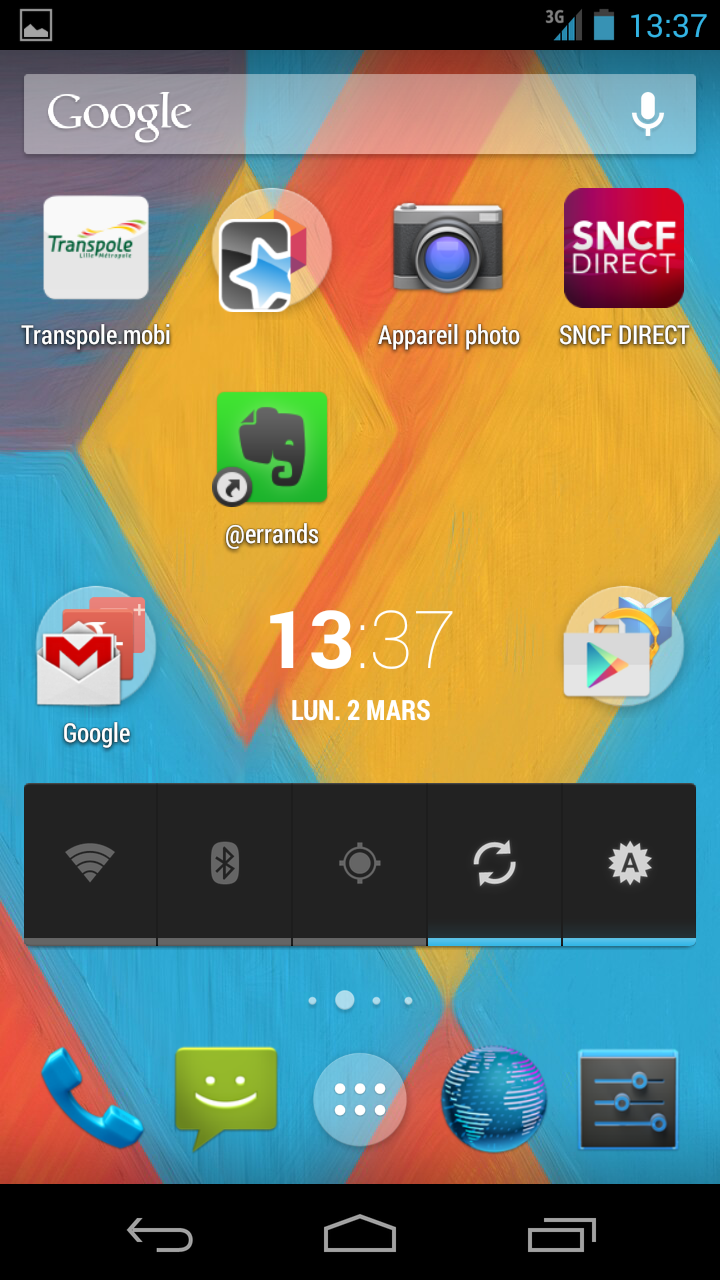 3G 13:37
Google
Transpole
Lille Métropole
SNCF
DIRECT
Transpole.mobi
Appareil photo
SNCF DIRECT
@errands
13:37
LUN. 2 MARS
Google
A